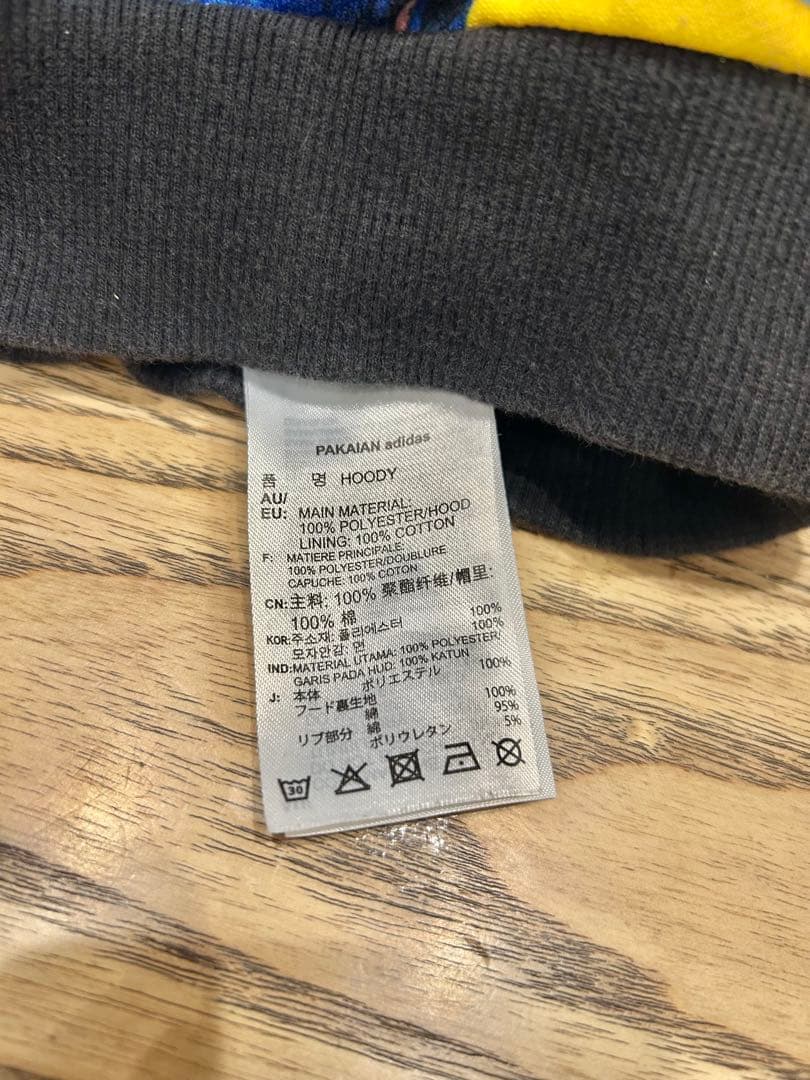 PAKAIAN adidas
품 명 HOODY
AU/
EU: MAIN MATERIAL:
100% POLYESTER/HOOD
LINING: 100% COTTON
F: MATIERE PRINCIPALE:
100% POLYESTER/DOUBLURE
CAPUCHE: 100% COTON
CN: 主料: 100% 聚酯纤维/帽里:
100% 棉
KOR: 주소재: 폴리에스터 100%
모자안감: 면 100%
IND: MATERIAL UTAMA: 100% POLYESTER/
GARIS PADA HUD: 100% KATUN
J: 本体 ポリエステル 100%
フード裏生地
綿 100%
リブ部分 綿 95%
ポリウレタン 5%
30